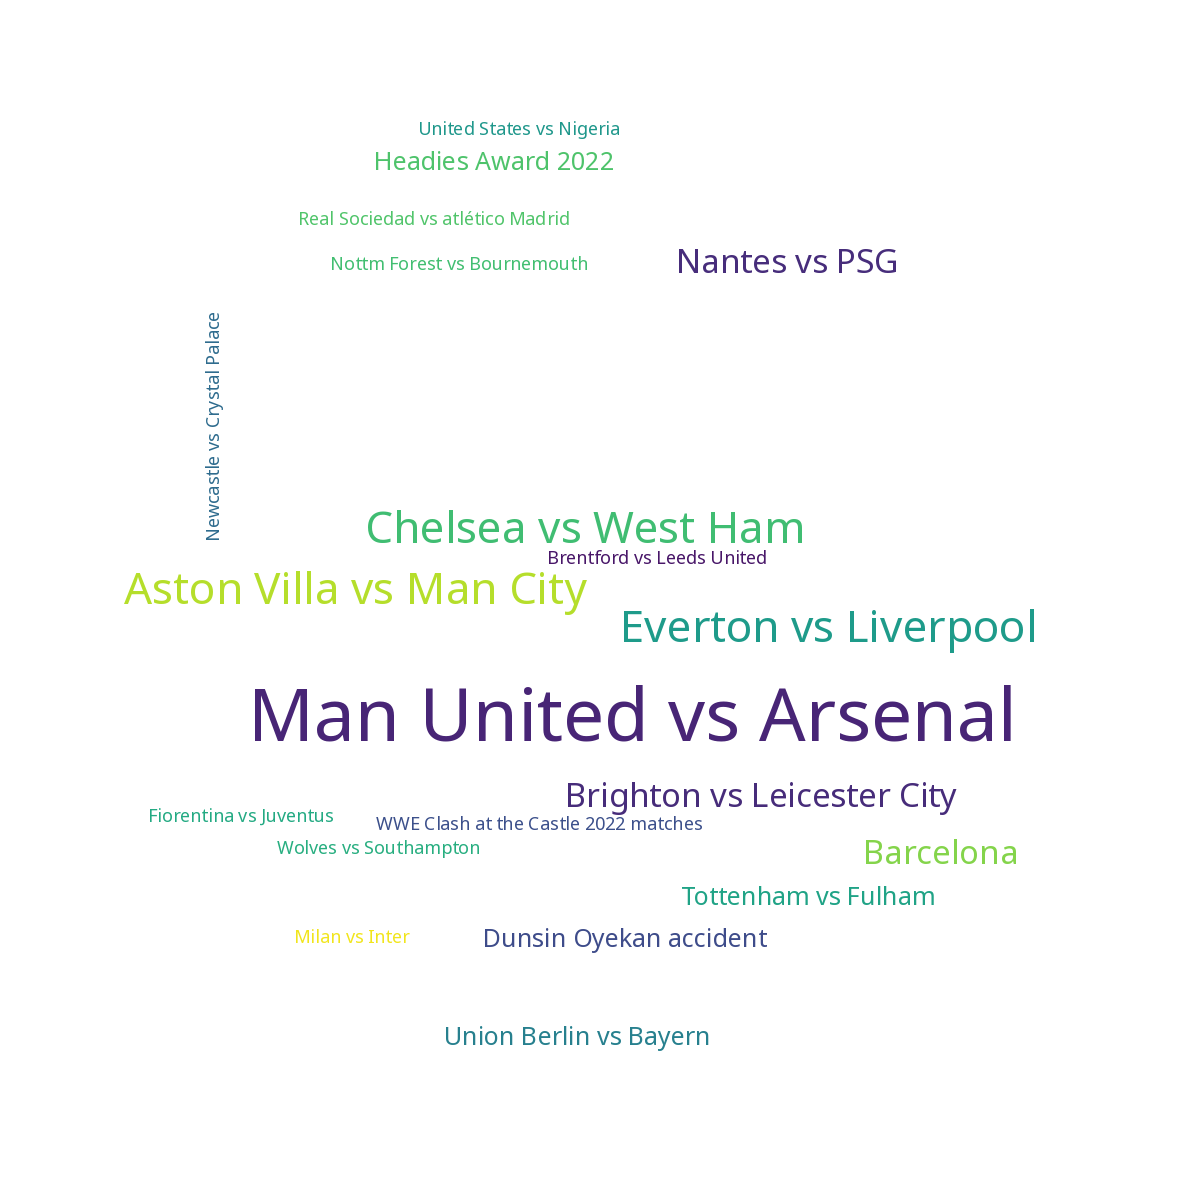 United States vs Nigeria
Headies Award 2022
Real Sociedad vs atlético Madrid
Nottm Forest vs Bournemouth
Nantes vs PSG
Newcastle vs Crystal Palace
Chelsea vs West Ham
Brentford vs Leeds United
Aston Villa vs Man City
Everton vs Liverpool
Man United vs Arsenal
Brighton vs Leicester City
Fiorentina vs Juventus
WWE Clash at the Castle 2022 matches
Wolves vs Southampton
Barcelona
Tottenham vs Fulham
Milan vs Inter
Dunsin Oyekan accident
Union Berlin vs Bayern